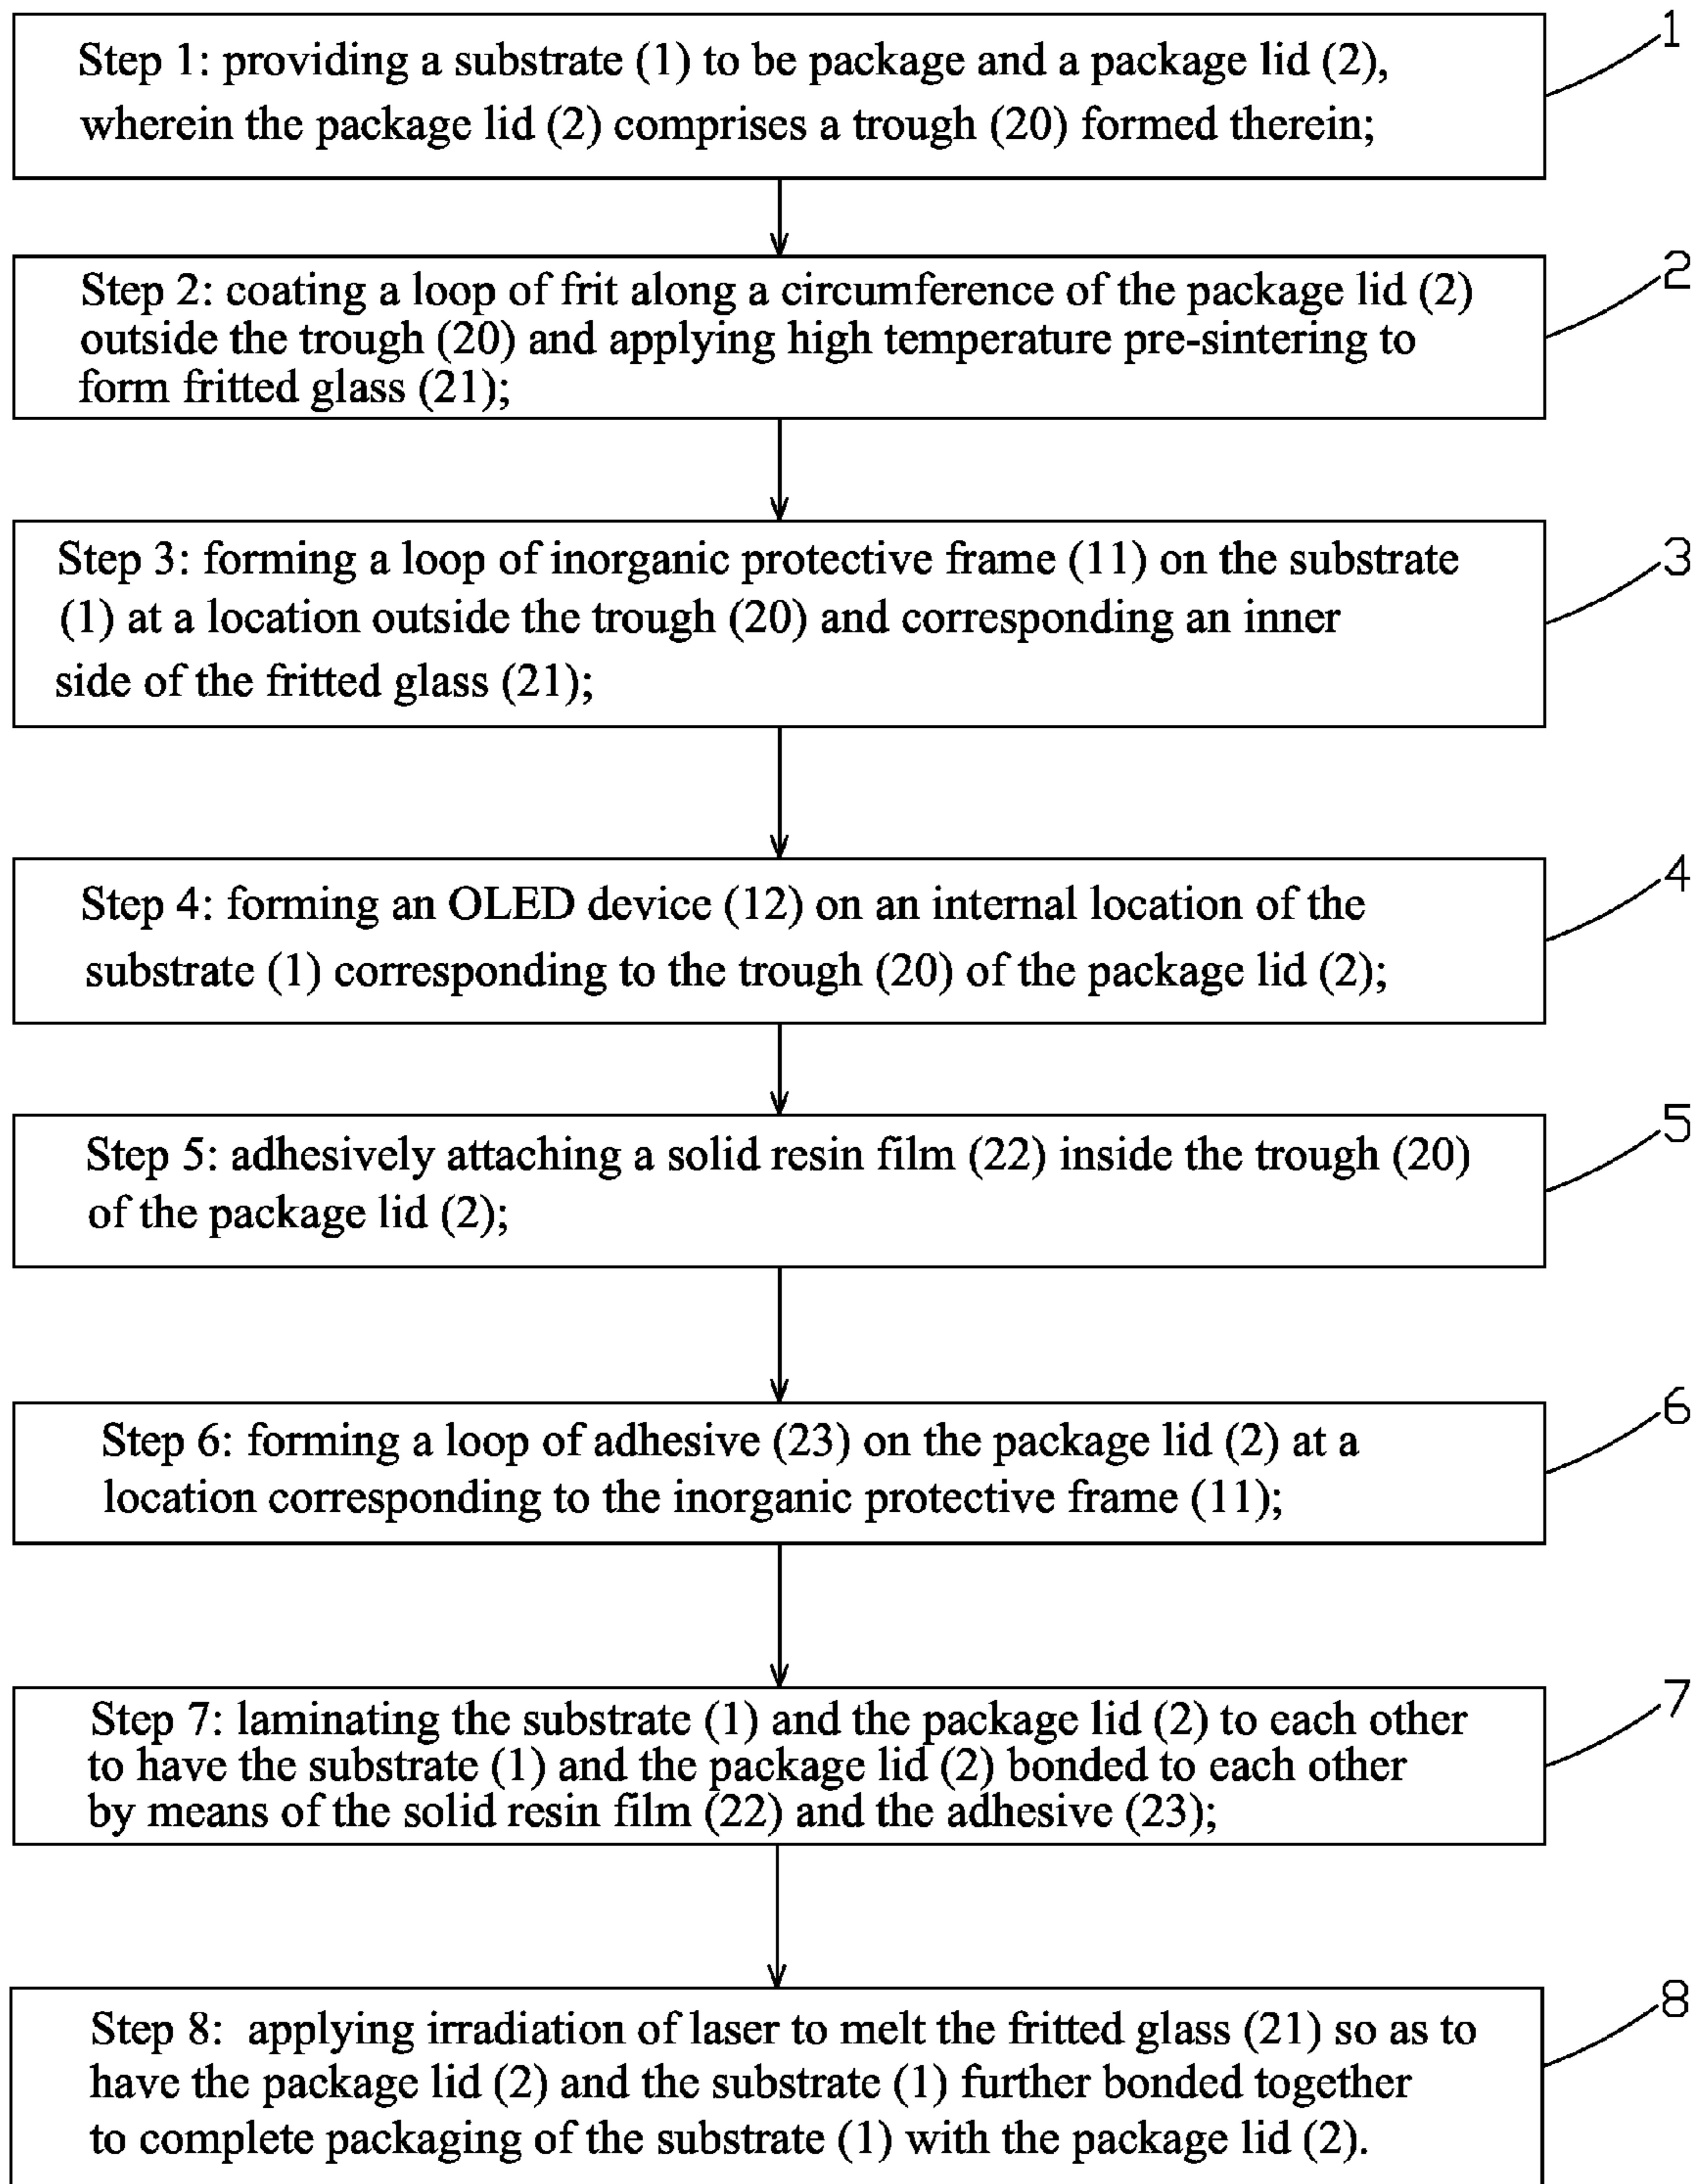 Step 1: providing a substrate (1) to be package and a package lid (2),
wherein the package lid (2) comprises a trough (20) formed therein;
1
Step 2: coating a loop of frit along a circumference of the package lid (2)
outside the trough (20) and applying high temperature pre-sintering to
form fritted glass (21);
2
Step 3: forming a loop of inorganic protective frame (11) on the substrate
(1) at a location outside the trough (20) and corresponding an inner
side of the fritted glass (21);
3
Step 4: forming an OLED device (12) on an internal location of the
substrate (1) corresponding to the trough (20) of the package lid (2);
4
Step 5: adhesively attaching a solid resin film (22) inside the trough (20)
of the package lid (2);
5
Step 6: forming a loop of adhesive (23) on the package lid (2) at a
location corresponding to the inorganic protective frame (11);
6
Step 7: laminating the substrate (1) and the package lid (2) to each other
to have the substrate (1) and the package lid (2) bonded to each other
by means of the solid resin film (22) and the adhesive (23);
7
Step 8: applying irradiation of laser to melt the fritted glass (21) so as to
have the package lid (2) and the substrate (1) further bonded together
to complete packaging of the substrate (1) with the package lid (2).
8